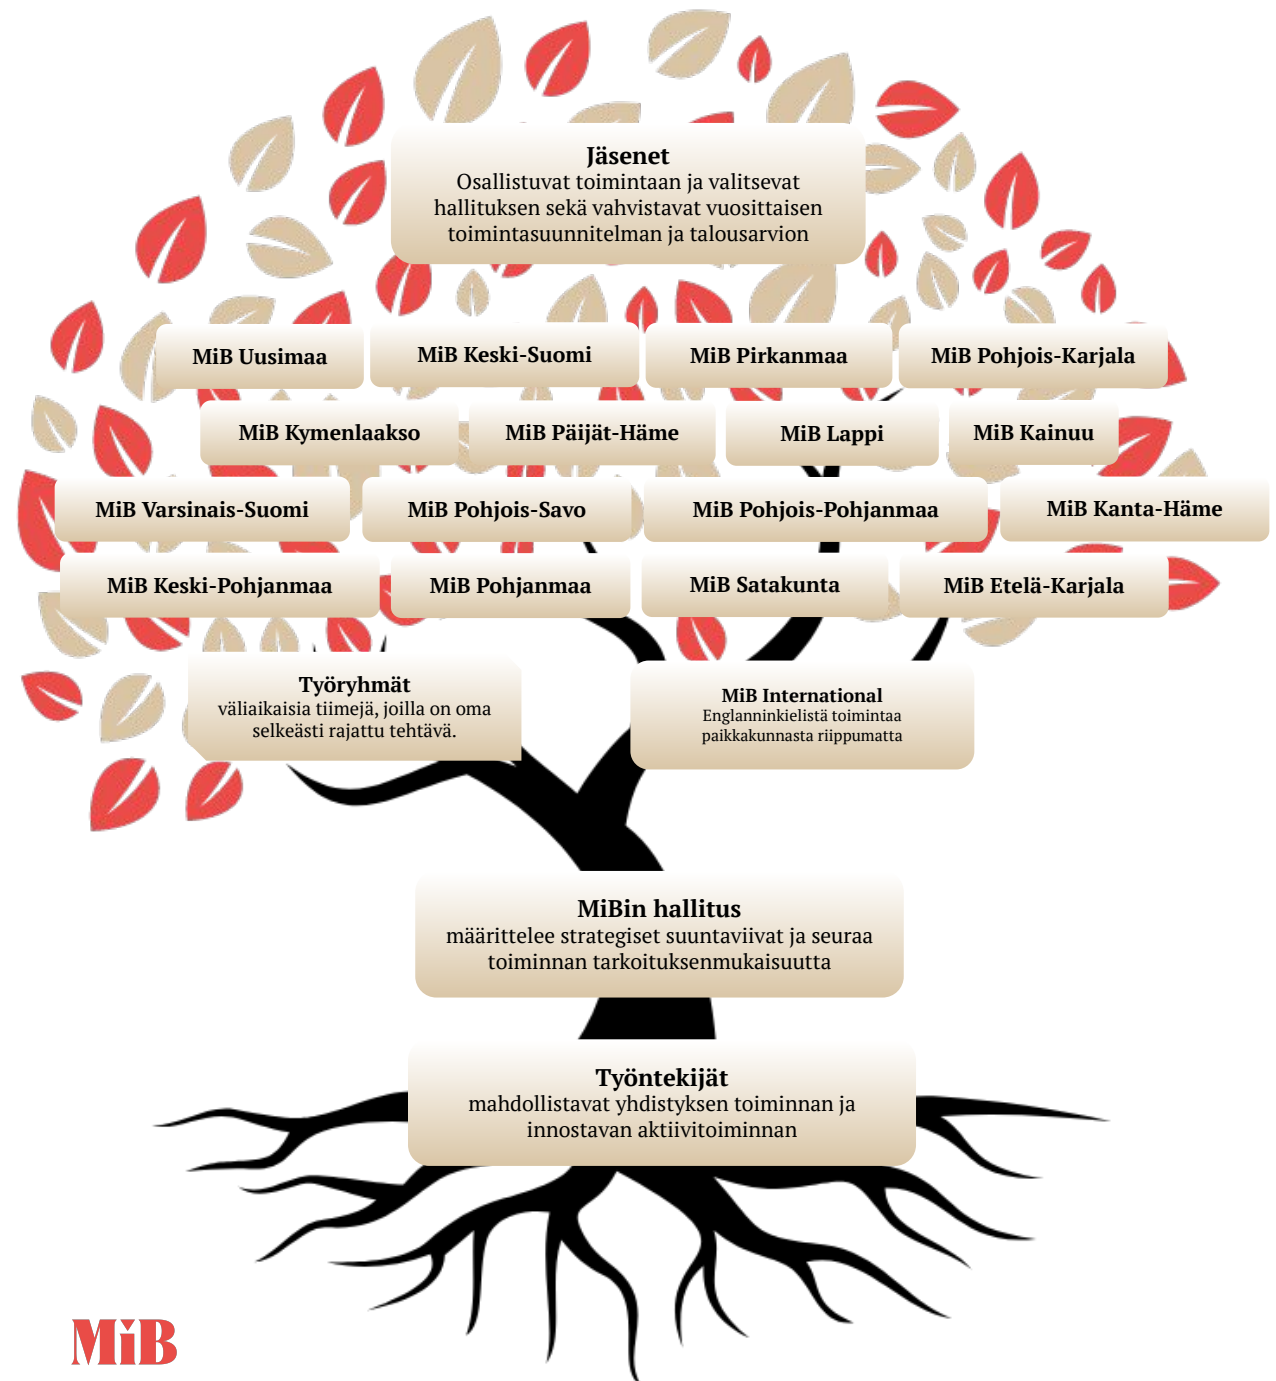 Jäsenet
Osallistuvat toimintaan ja valitsevat
hallituksen sekä vahvistavat vuosittaisen
toimintasuunnitelman ja talousarvion
MiB Uusimaa
MiB Keski-Suomi
MiB Pirkanmaa
MiB Pohjois-Karjala
MiB Kymenlaakso
MiB Päijät-Häme
MiB Lappi
MiB Kainuu
MiB Varsinais-Suomi
MiB Pohjois-Savo
MiB Pohjois-Pohjanmaa
MiB Kanta-Häme
MiB Keski-Pohjanmaa
MiB Pohjanmaa
MiB Satakunta
MiB Etelä-Karjala
Työryhmät
väliaikaisia tiimejä, joilla on oma
selkeästi rajattu tehtävä.
MiB International
Englanninkielistä toimintaa
paikkakunnasta riippumatta
MiBin hallitus
määrittelee strategiset suuntaviivat ja seuraa
toiminnan tarkoituksenmukaisuutta
Työntekijät
mahdollistavat yhdistyksen toiminnan ja
innostavan aktiivitoiminnan
MiB